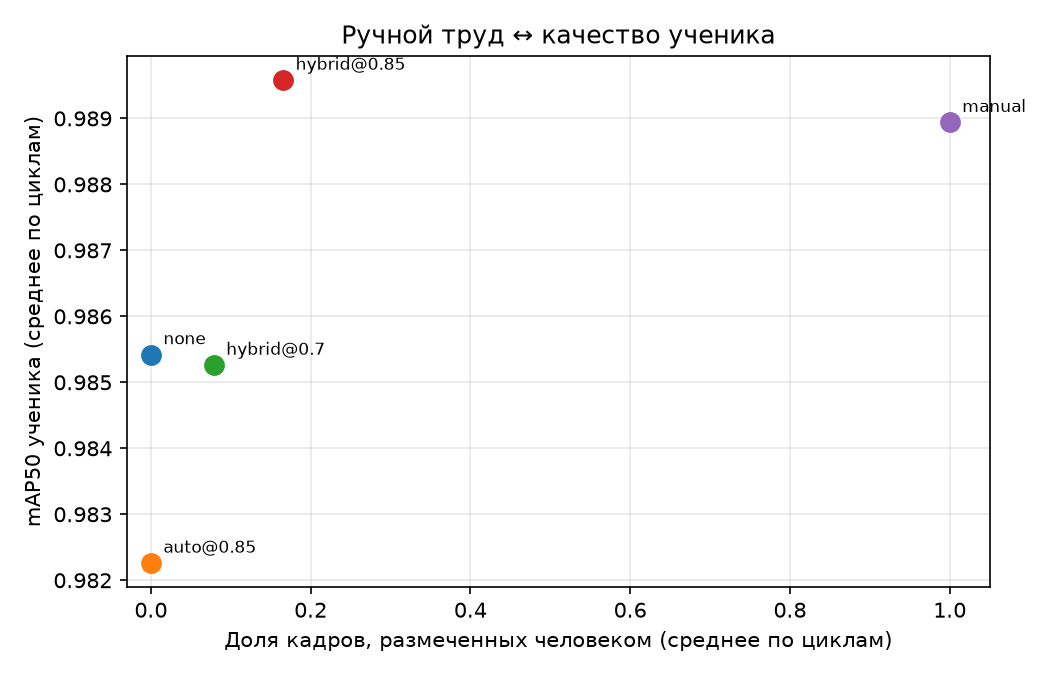 Ручной труд ↔ качество ученика
hybrid@0.85
manual
none
hybrid@0.7
auto@0.85
mAP50 ученика (среднее по циклам)
0.989
0.988
0.987
0.986
0.985
0.984
0.983
0.982
0.0 0.2 0.4 0.6 0.8 1.0
Доля кадров, размеченных человеком (среднее по циклам)